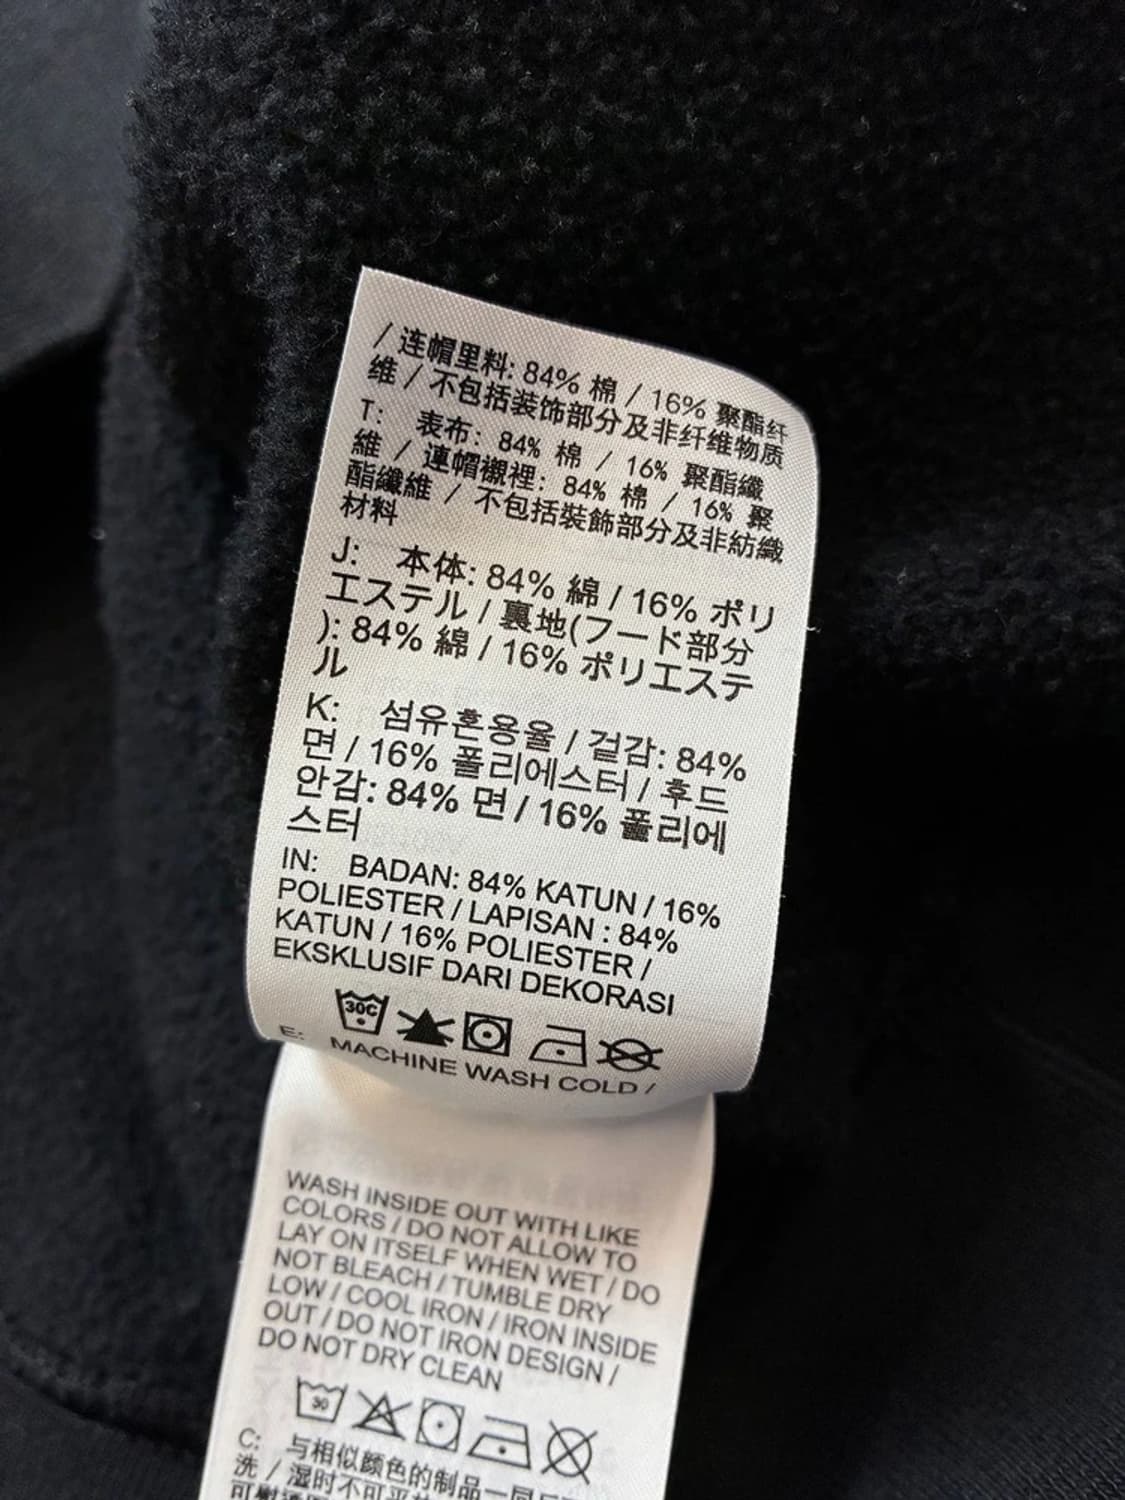 / 连帽里料: 84% 棉 / 16% 聚酯纤
维 / 不包括装饰部分及非纤维物质
T: 表布: 84% 棉 / 16% 聚酯纖
維 / 連帽襯裡: 84% 棉 / 16% 聚
酯纖維 / 不包括裝飾部分及非紡織
材料
J: 本体: 84% 綿 / 16% ポリ
エステル / 裏地(フード部分
): 84% 綿 / 16% ポリエステ
ル
K: 섬유혼용율 / 겉감: 84%
면 / 16% 폴리에스터 / 후드
안감: 84% 면 / 16% 폴리에
스터
IN: BADAN: 84% KATUN / 16%
POLIESTER / LAPISAN : 84%
KATUN / 16% POLIESTER /
EKSKLUSIF DARI DEKORASI
30C
E: MACHINE WASH COLD /
WASH INSIDE OUT WITH LIKE
COLORS / DO NOT ALLOW TO
LAY ON ITSELF WHEN WET / DO
NOT BLEACH / TUMBLE DRY
LOW / COOL IRON / IRON INSIDE
OUT / DO NOT IRON DESIGN /
DO NOT DRY CLEAN
30
C: 与相似颜色的制品一同
洗 / 湿时不可